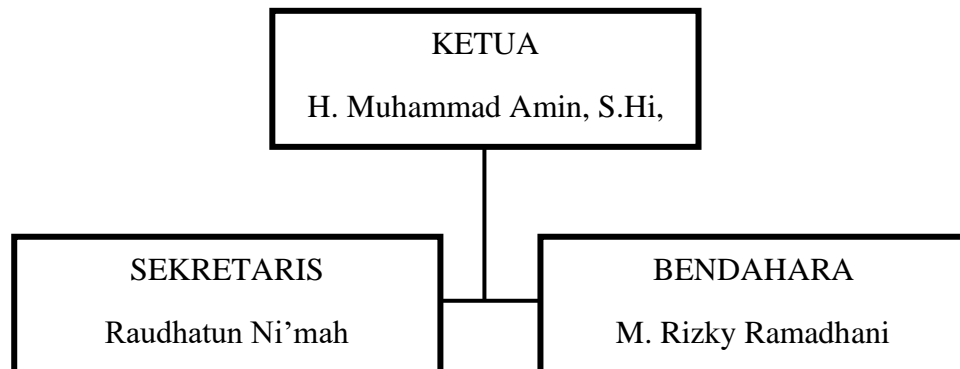 KETUA
H. Muhammad Amin, S.Hi,
SEKRETARIS
Raudhatun Ni’mah
BENDAHARA
M. Rizky Ramadhani